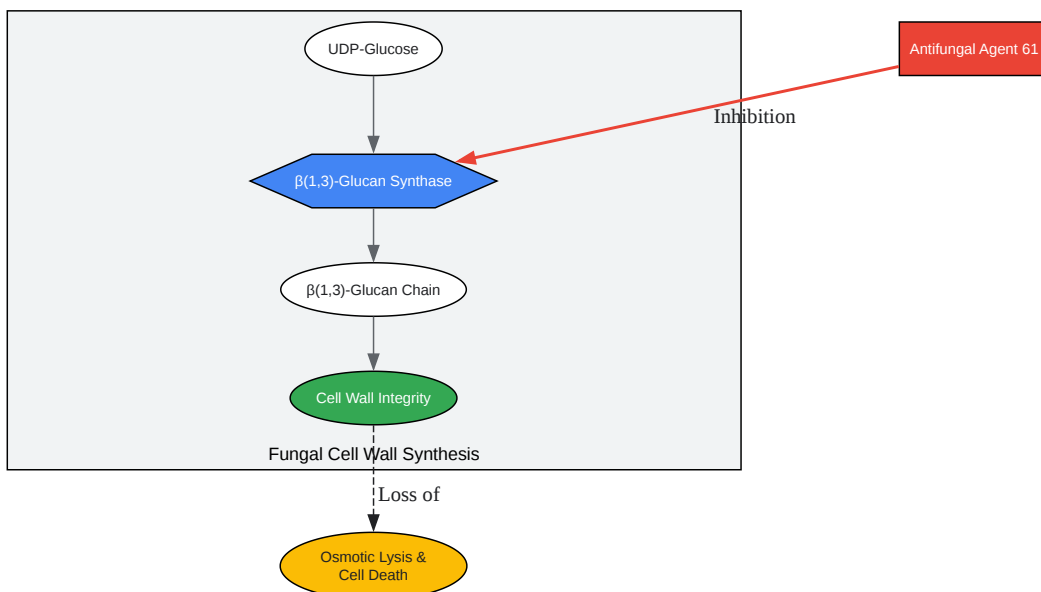 UDP-Glucose
Antifungal Agent 61
Inhibition
β(1,3)-Glucan Synthase
β(1,3)-Glucan Chain
Cell Wall Integrity
Fungal Cell Wall Synthesis
Loss of
Osmotic Lysis &
Cell Death